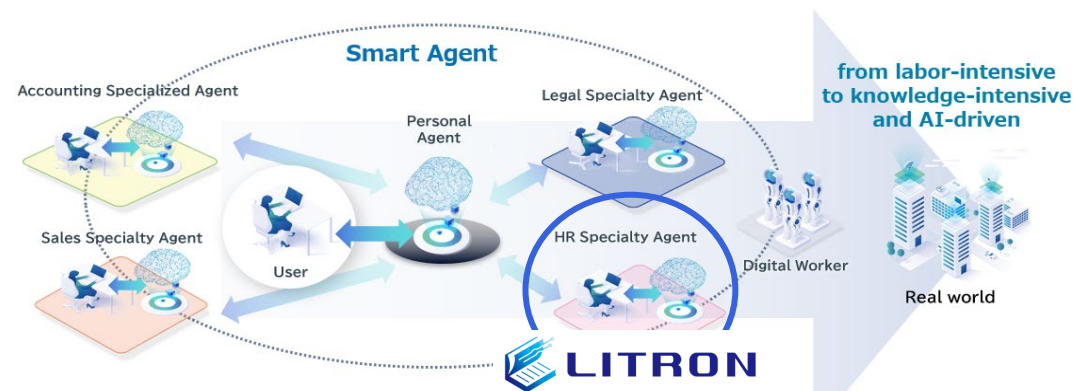 Smart Agent
from labor-intensive
to knowledge-intensive
and AI-driven
Accounting Specialized Agent
Personal
Agent
Legal Specialty Agent
Sales Specialty Agent
User
HR Specialty Agent
Digital Worker
Real world
LITRON